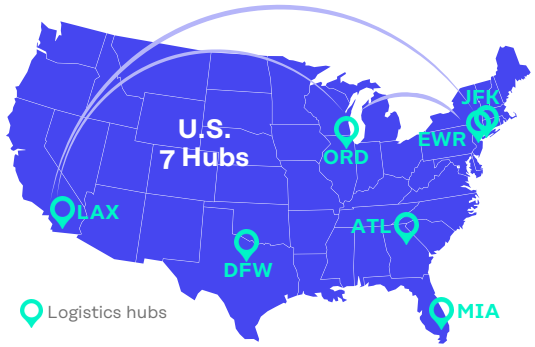 JFK
U.S.
7 Hubs
EWR
ORD
LAX
ATL
DFW
Logistics hubs
MIA